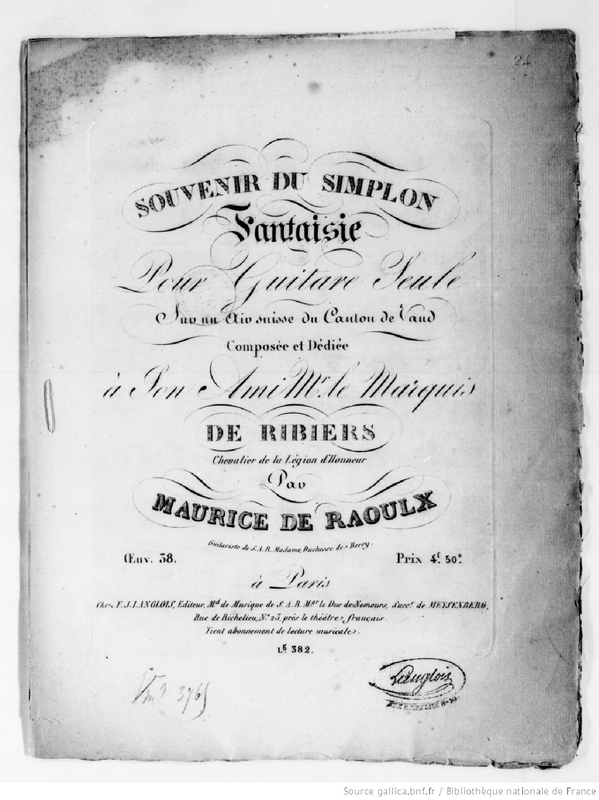 24
SOUVENIR DU SIMPLON
Fantaisie
Pour Guitare Seule
Sur un Air suisse du Canton de Vaud
Composée et Dédiée
à Son Ami Mr. le Marquis
DE RIBIERS
Chevalier de la Légion d'Honneur
Par
MAURICE DE RAOULX
Guitariste de S.A.R. Madame, Duchesse de Berry.
Œuv. 38. Prix 4f. 50c.
à Paris
Chez F. J. LANGLOIS, Editeur, Md. de Musique de S.A.R. Mgr. le Duc de Nemours, Succr. de MEYSENBERG,
Rue de Richelieu, No. 25, près le théâtre français.
Tient abonnement de lecture musicale.
L. 382.
Langlois
Vm9 3765
Source gallica.bnf.fr / Bibliothèque nationale de France